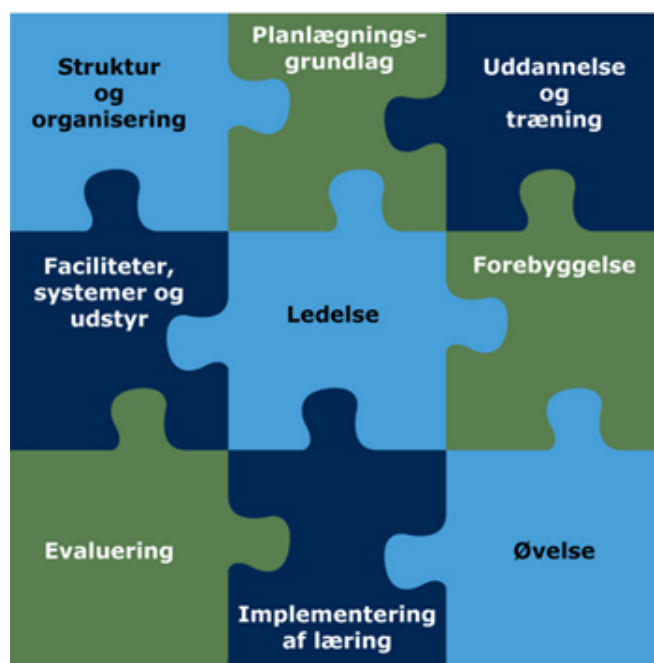 Struktur
og
organisering
Planlægnings-
grundlag
Uddannelse
og
træning
Faciliteter,
systemer og
udstyr
Ledelse
Forebyggelse
Evaluering
Implementering
af læring
Øvelse